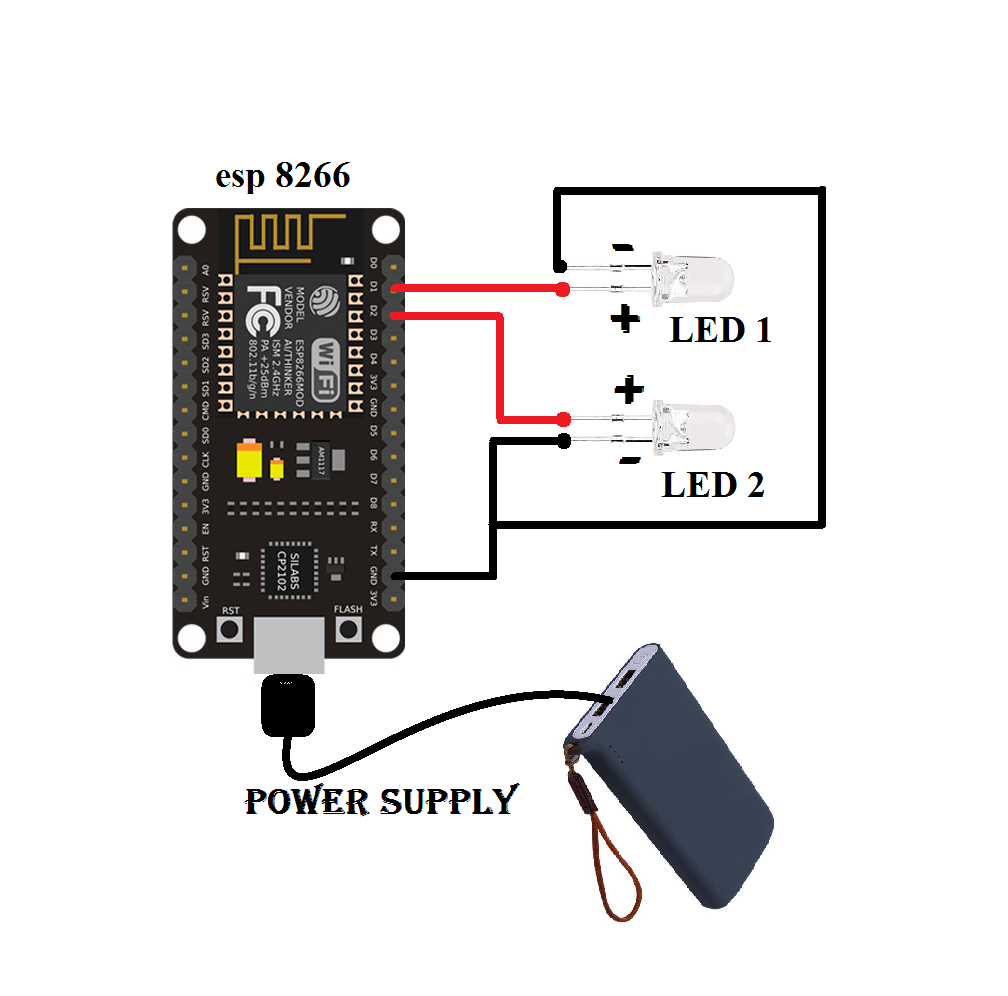 esp 8266
D0
D1
D2
D3
D4
3V3
GND
D5
D6
D7
D8
RX
TX
GND
3V3
A0
RSV
RSV
SD3
SD2
SD1
CMD
SD0
CLK
GND
3V3
EN
RST
GND
Vin
MODEL
VENDOR
ESP8266MOD
AI/THINKER
ISM 2.4GHz
PA +25dBm
802.11b/g/n
FC
WiFi
AM1117
SILABS
CP2102
RST
FLASH
-
+
LED 1
+
-
LED 2
POWER SUPPLY